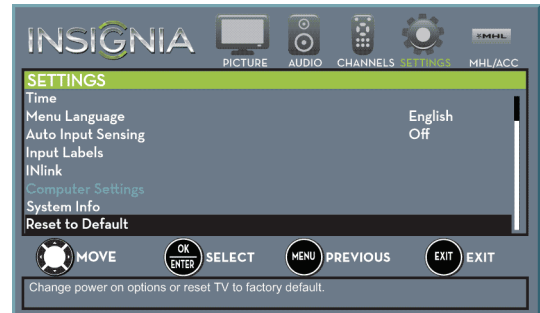 INSIGNIA
PICTURE AUDIO CHANNELS SETTINGS MHL/ACC
MHL
SETTINGS
Time
Menu Language English
Auto Input Sensing Off
Input Labels
INlink
Computer Settings
System Info
Reset to Default
MOVE OK ENTER SELECT MENU PREVIOUS EXIT EXIT
Change power on options or reset TV to factory default.